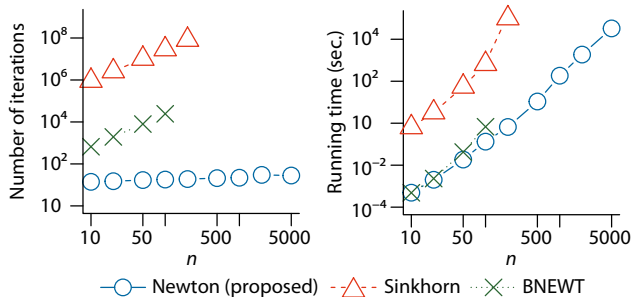 Number of iterations
10^8
10^6
10^4
10^2
10
10 50 500 5000
n
Running time (sec.)
10^4
10^2
10
10^−2
10^−4
10 50 500 5000
n
Newton (proposed) Sinkhorn BNEWT